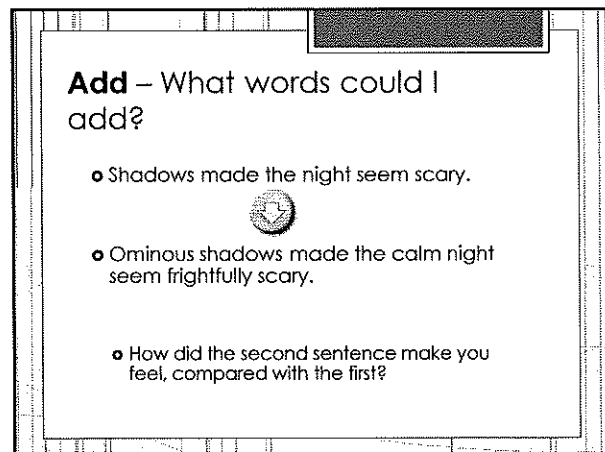 Add – What words could I
add?
Shadows made the night seem scary.
Ominous shadows made the calm night
seem frightfully scary.
How did the second sentence make you
feel, compared with the first?